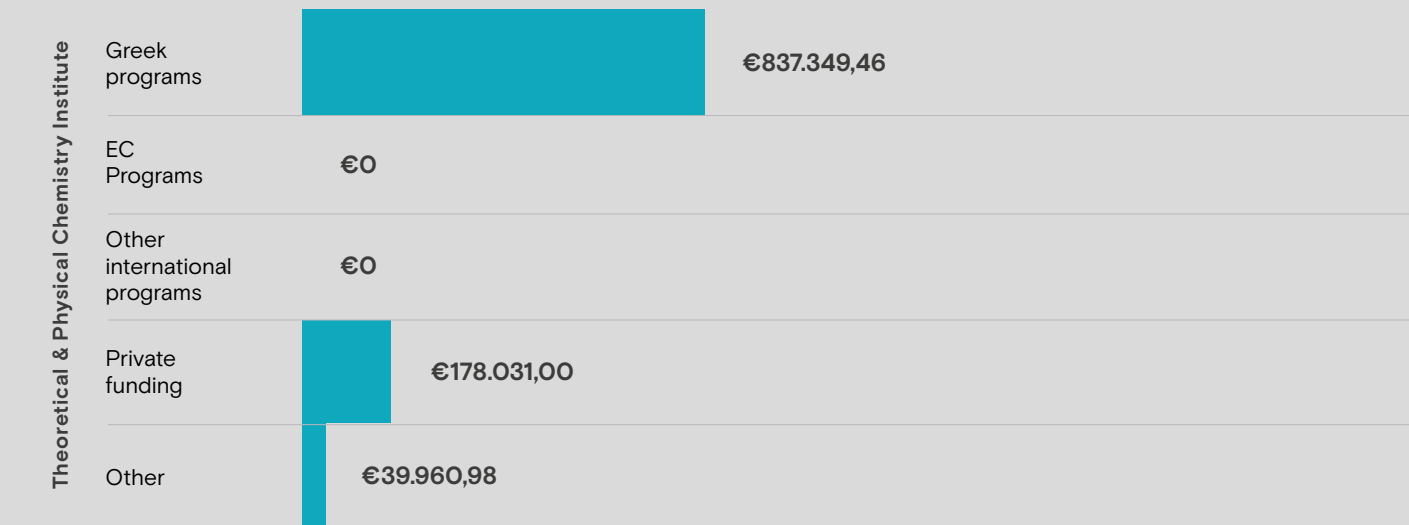 Theoretical & Physical Chemistry Institute
Greek
programs
€837.349,46
EC
Programs
€0
Other
international
programs
€0
Private
funding
€178.031,00
Other
€39.960,98